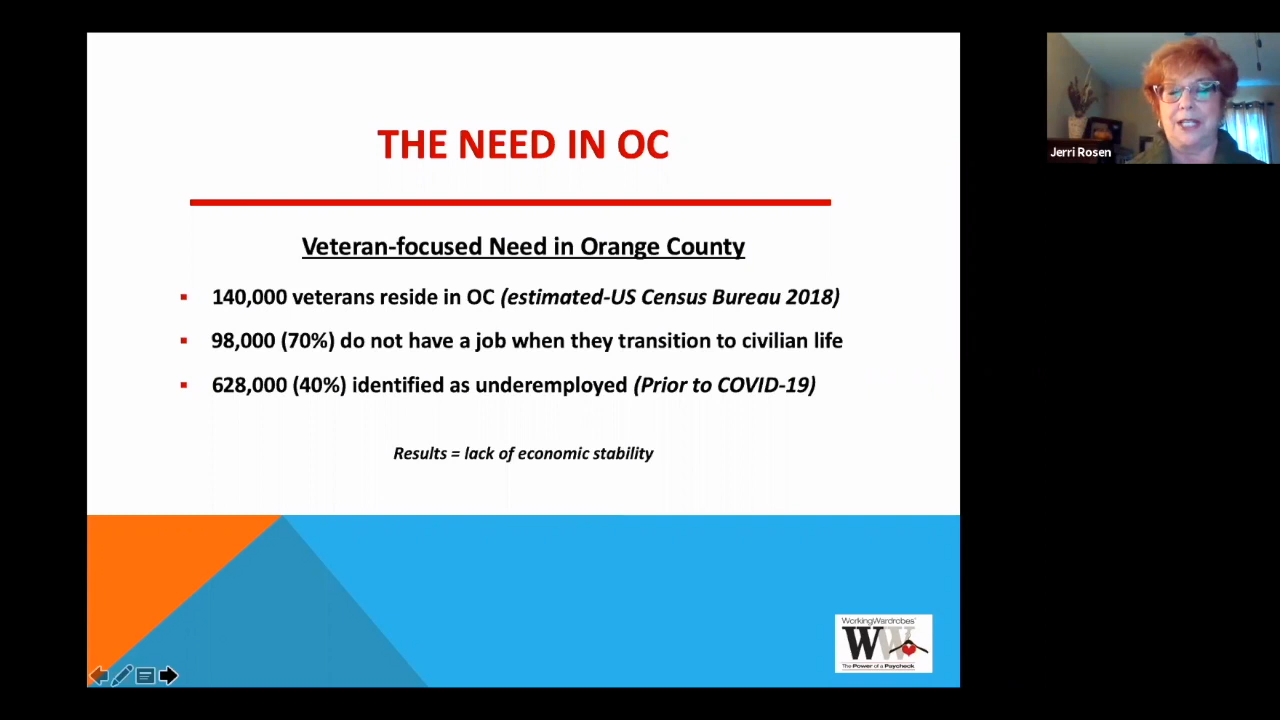 THE NEED IN OC
Veteran-focused Need in Orange County
▪ 140,000 veterans reside in OC (estimated-US Census Bureau 2018)
▪ 98,000 (70%) do not have a job when they transition to civilian life
▪ 628,000 (40%) identified as underemployed (Prior to COVID-19)
Results = lack of economic stability
WorkingWardrobes
WW
The Power of a Paycheck
Jerri Rosen